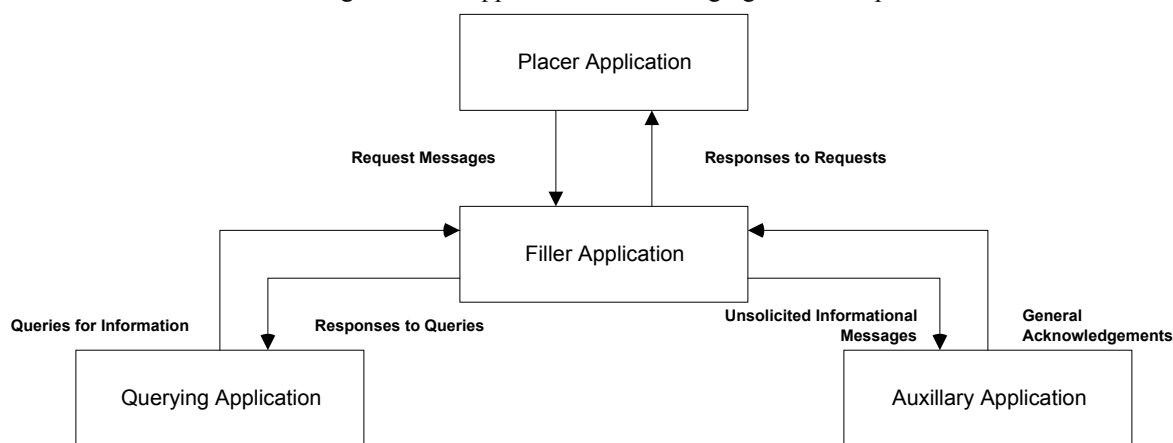 Placer Application
Request Messages
Responses to Requests
Filler Application
Queries for Information
Responses to Queries
Unsolicited Informational
Messages
General
Acknowledgements
Querying Application
Auxillary Application